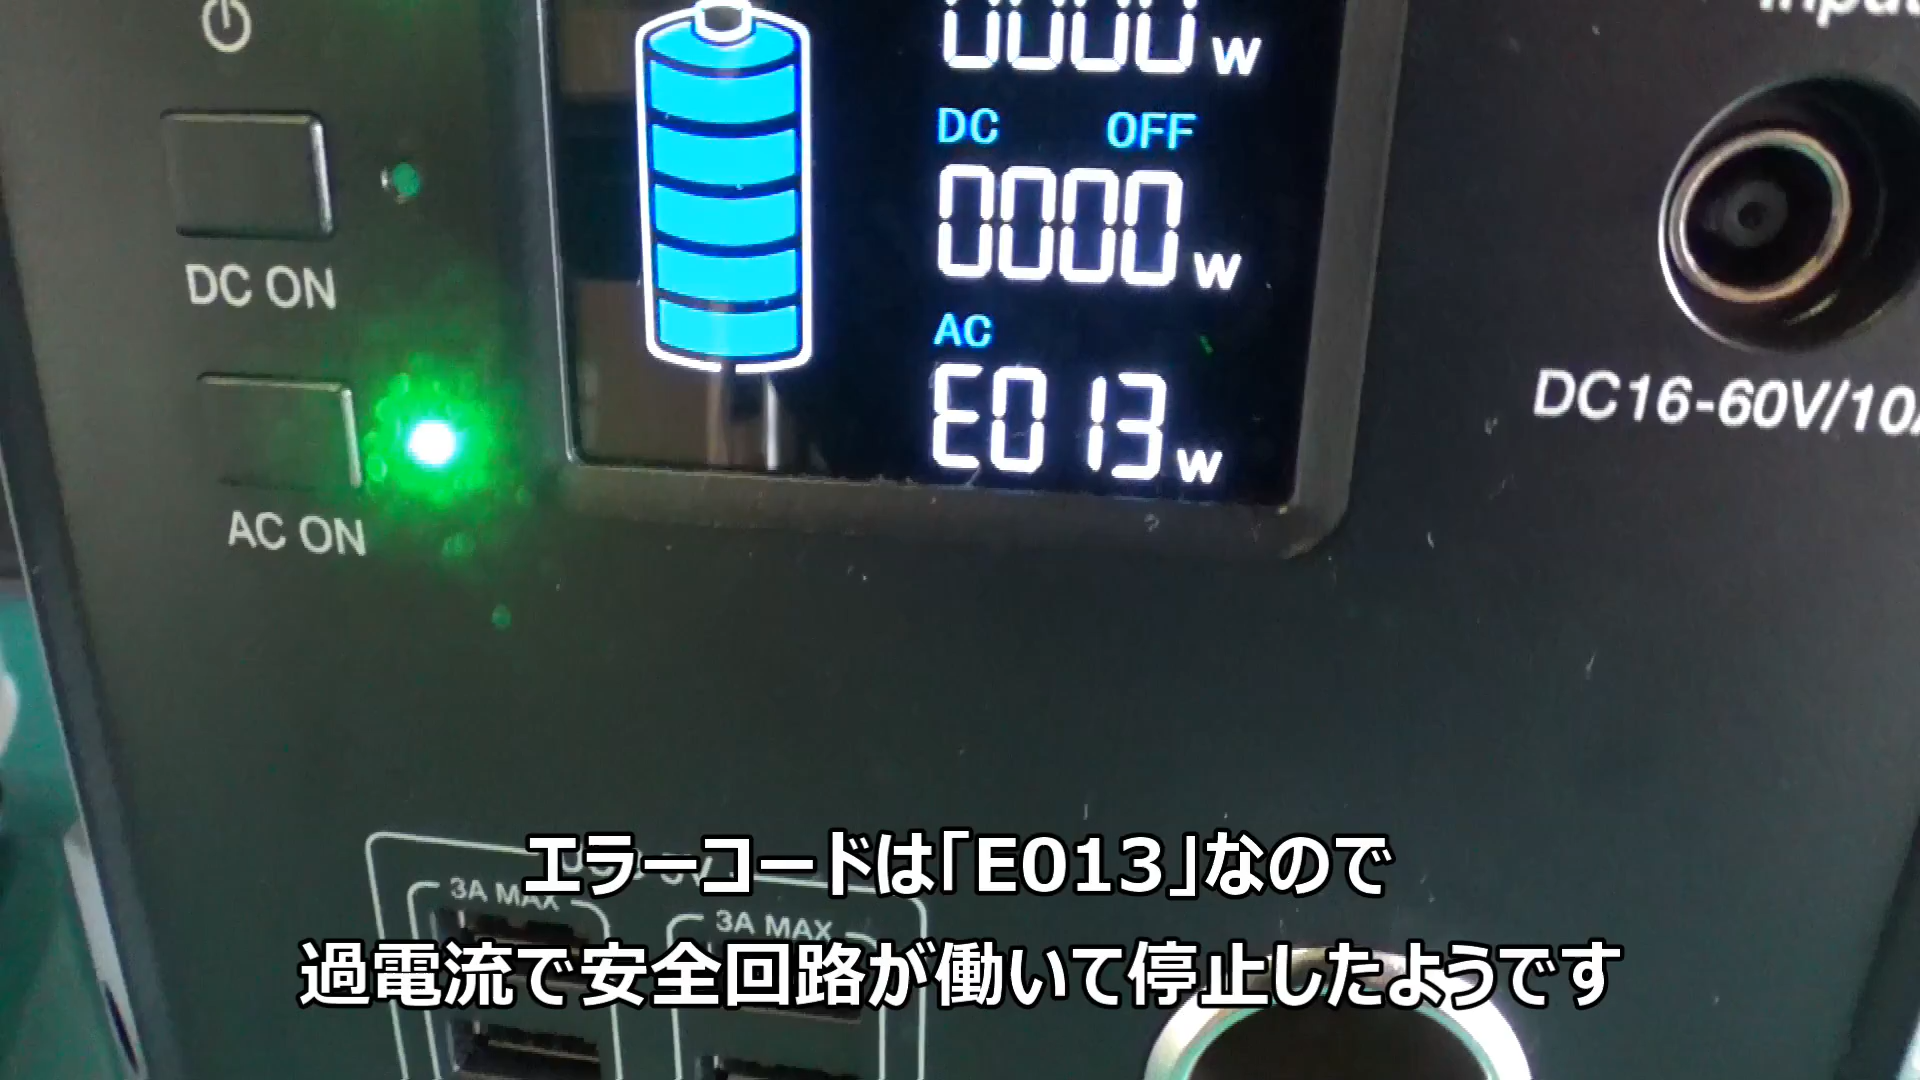 Input
0000W
DC OFF
0000W
DC ON
AC
E013W
DC16-60V/10A
AC ON
3A MAX
3A MAX
エラーコードは「E013」なので
過電流で安全回路が働いて停止したようです